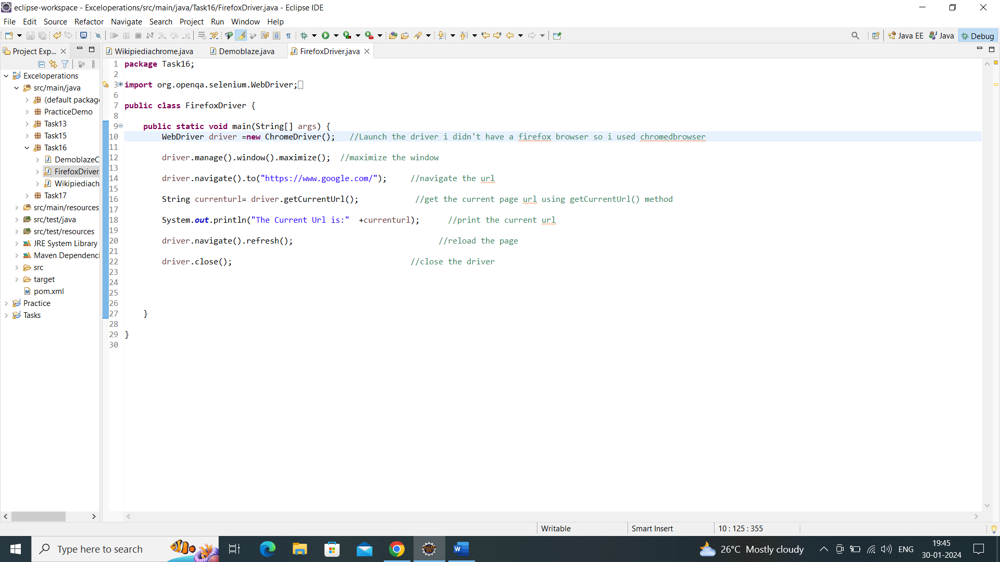 eclipse-workspace - Exceloperations/src/main/java/Task16/FirefoxDriver.java - Eclipse IDE
File Edit Source Refactor Navigate Search Project Run Window Help
Java EE Java Debug
Project Exp...
Wikipiediachrome.java Demoblaze.java FirefoxDriver.java
Exceloperations
src/main/java
(default packag
PracticeDemo
Task13
Task15
Task16
DemoblazeC
FirefoxDriver.
Wikipiediach
Task17
src/main/resources
src/test/java
src/test/resources
JRE System Library
Maven Dependenci
src
target
pom.xml
Practice
Tasks
1 package Task16;
2
3 import org.openqa.selenium.WebDriver;
6
7 public class FirefoxDriver {
8
9 public static void main(String[] args) {
10 WebDriver driver =new ChromeDriver(); //Launch the driver i didn't have a firefox browser so i used chromedbrowser
11
12 driver.manage().window().maximize(); //maximize the window
13
14 driver.navigate().to("https://www.google.com/"); //navigate the url
15
16 String currenturl= driver.getCurrentUrl(); //get the current page url using getCurrentUrl() method
17
18 System.out.println("The Current Url is:" +currenturl); //print the current url
19
20 driver.navigate().refresh(); //reload the page
21
22 driver.close(); //close the driver
23
24
25
26
27 }
28
29 }
30
Writable Smart Insert 10 : 125 : 355
Type here to search
26°C Mostly cloudy ENG
19:45
30-01-2024